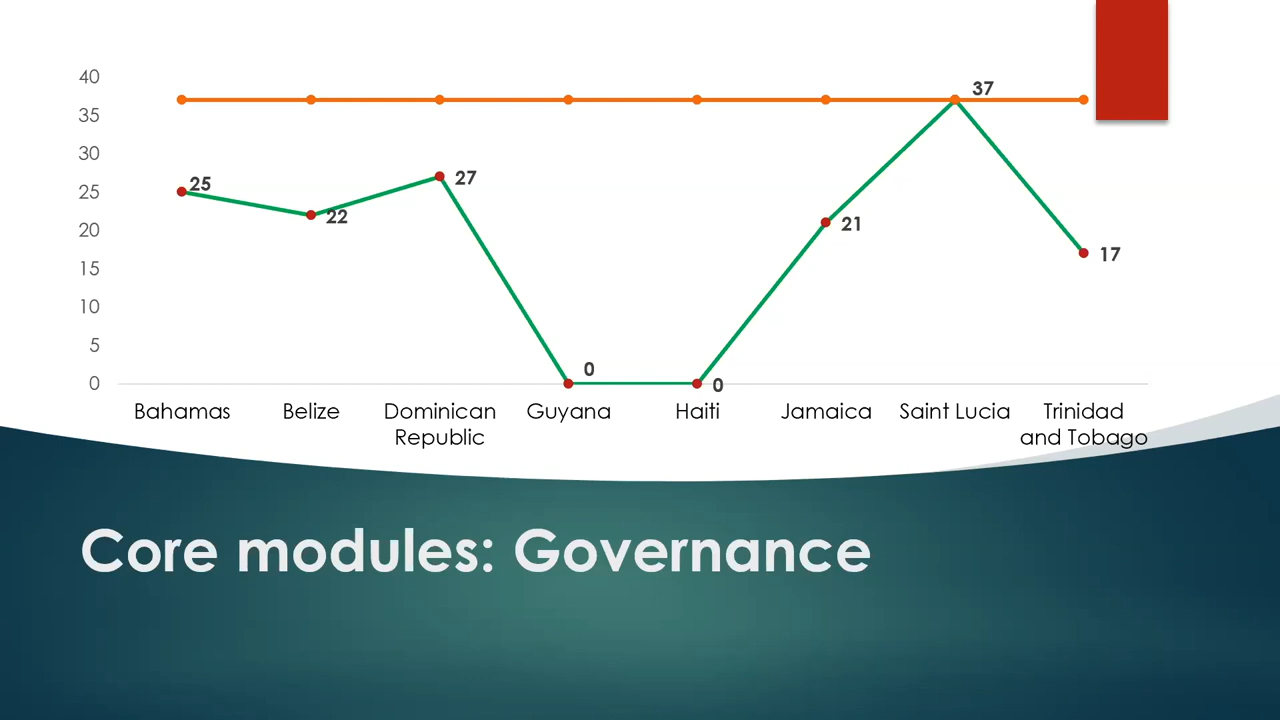 40
35
30
25
20
15
10
5
0
25
22
27
0
0
21
37
17
Bahamas
Belize
Dominican
Republic
Guyana
Haiti
Jamaica
Saint Lucia
Trinidad
and Tobago
Core modules: Governance